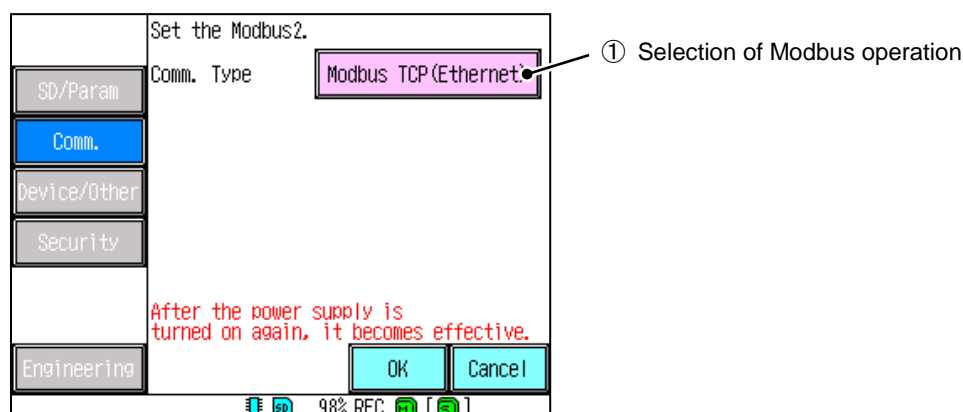 Set the Modbus2.
① Selection of Modbus operation
Comm. Type
Modbus TCP(Ethernet)
SD/Param
Comm.
Device/Other
Security
After the power supply is
turned on again, it becomes effective.
Engineering
OK
Cancel
SD 98% REC M [S]